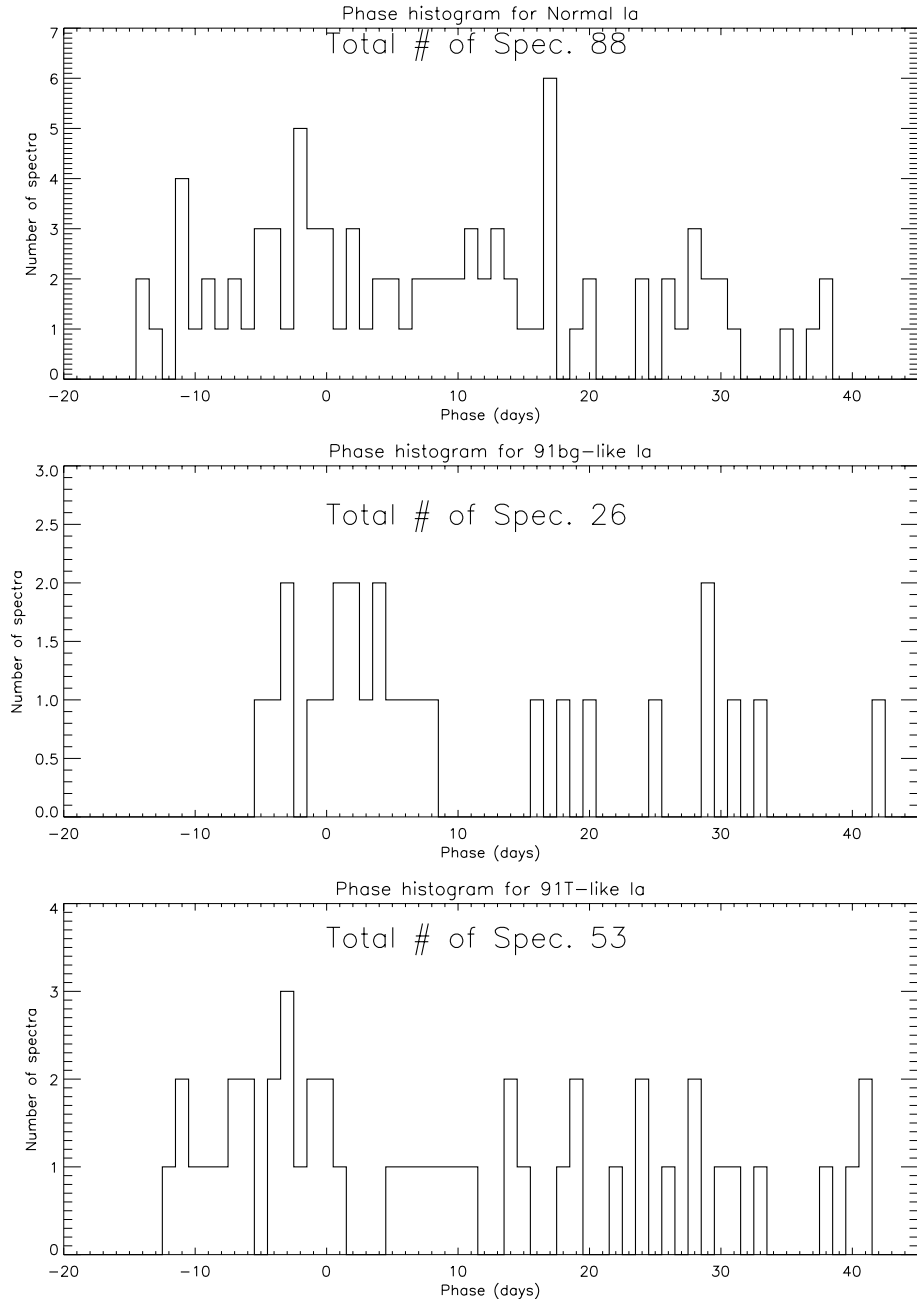 Phase histogram for Normal Ia
Total # of Spec. 88
7
6
5
4
3
2
1
0
Number of spectra
−20 −10 0 10 20 30 40
Phase (days)
Phase histogram for 91bg−like Ia
Total # of Spec. 26
3.0
2.5
2.0
1.5
1.0
0.5
0.0
Number of spectra
−20 −10 0 10 20 30 40
Phase (days)
Phase histogram for 91T−like Ia
Total # of Spec. 53
4
3
2
1
0
Number of spectra
−20 −10 0 10 20 30 40
Phase (days)